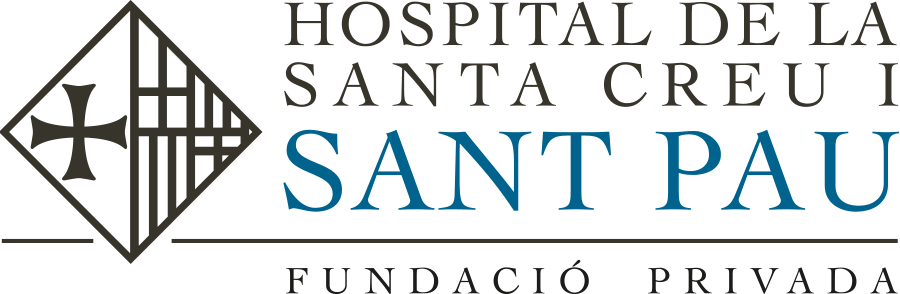 HOSPITAL DE LA
SANTA CREU I
SANT PAU
FUNDACIÓ PRIVADA